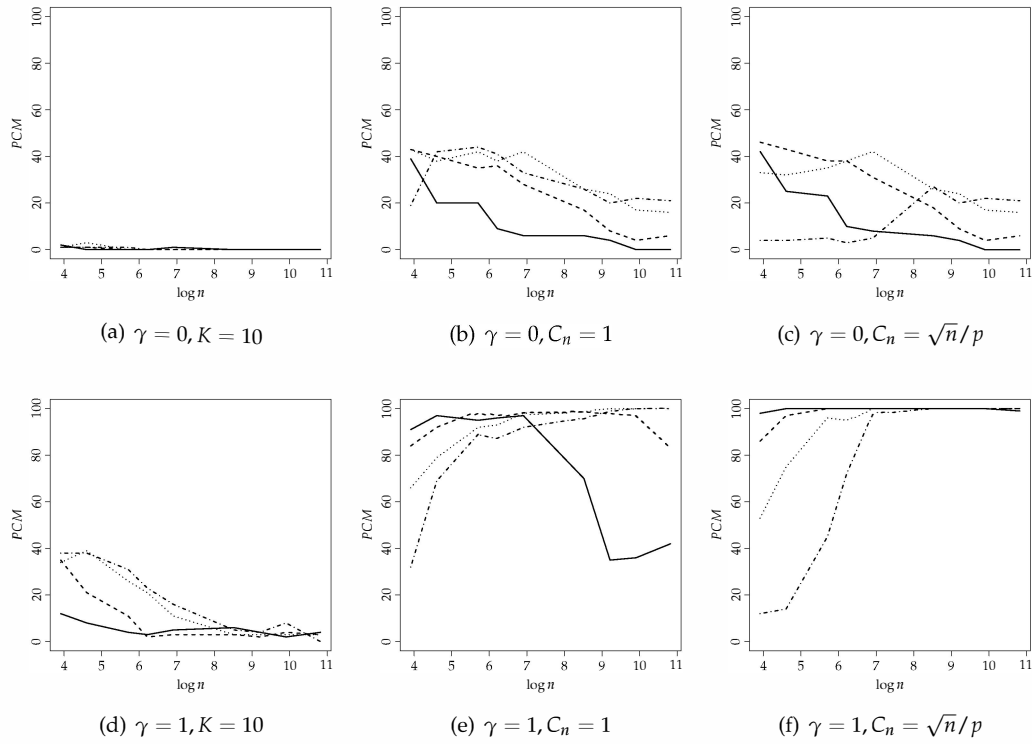 PCM
0 20 40 60 80 100
4 5 6 7 8 9 10 11
log n
(a) γ = 0, K = 10
PCM
0 20 40 60 80 100
4 5 6 7 8 9 10 11
log n
(b) γ = 0, Cₙ = 1
PCM
0 20 40 60 80 100
4 5 6 7 8 9 10 11
log n
(c) γ = 0, Cₙ = √n/p
PCM
0 20 40 60 80 100
4 5 6 7 8 9 10 11
log n
(d) γ = 1, K = 10
PCM
0 20 40 60 80 100
4 5 6 7 8 9 10 11
log n
(e) γ = 1, Cₙ = 1
PCM
0 20 40 60 80 100
4 5 6 7 8 9 10 11
log n
(f) γ = 1, Cₙ = √n/p